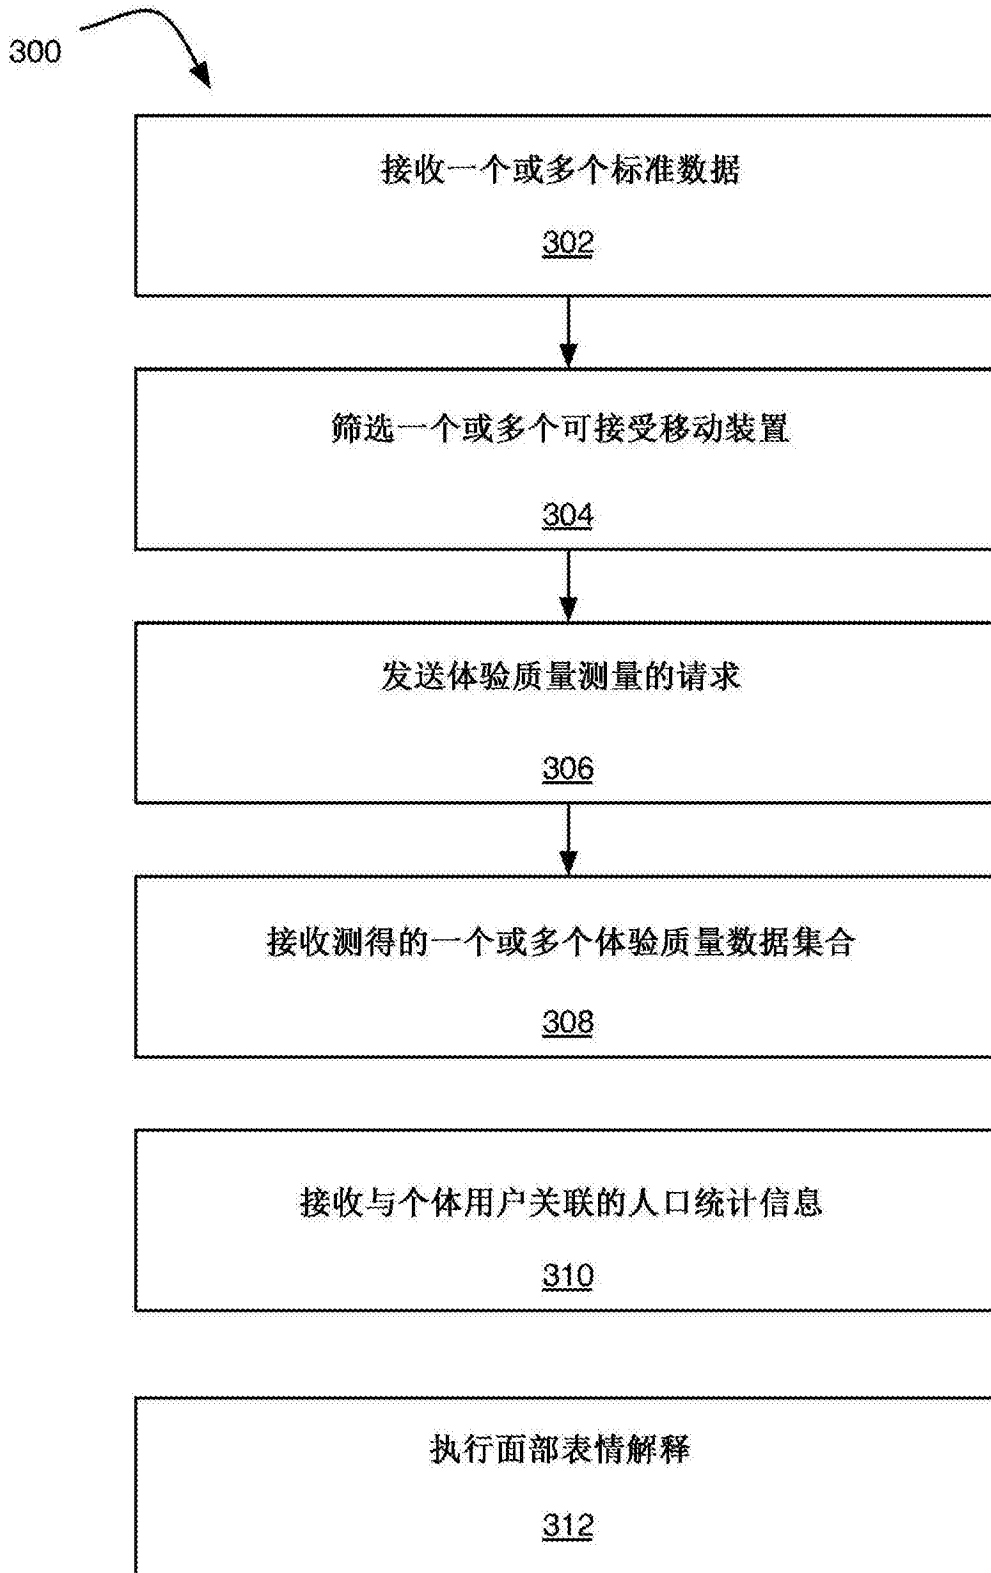 300
接收一个或多个标准数据
302
筛选一个或多个可接受移动装置
304
发送体验质量测量的请求
306
接收测得的一个或多个体验质量数据集合
308
接收与个体用户关联的人口统计信息
310
执行面部表情解释
312